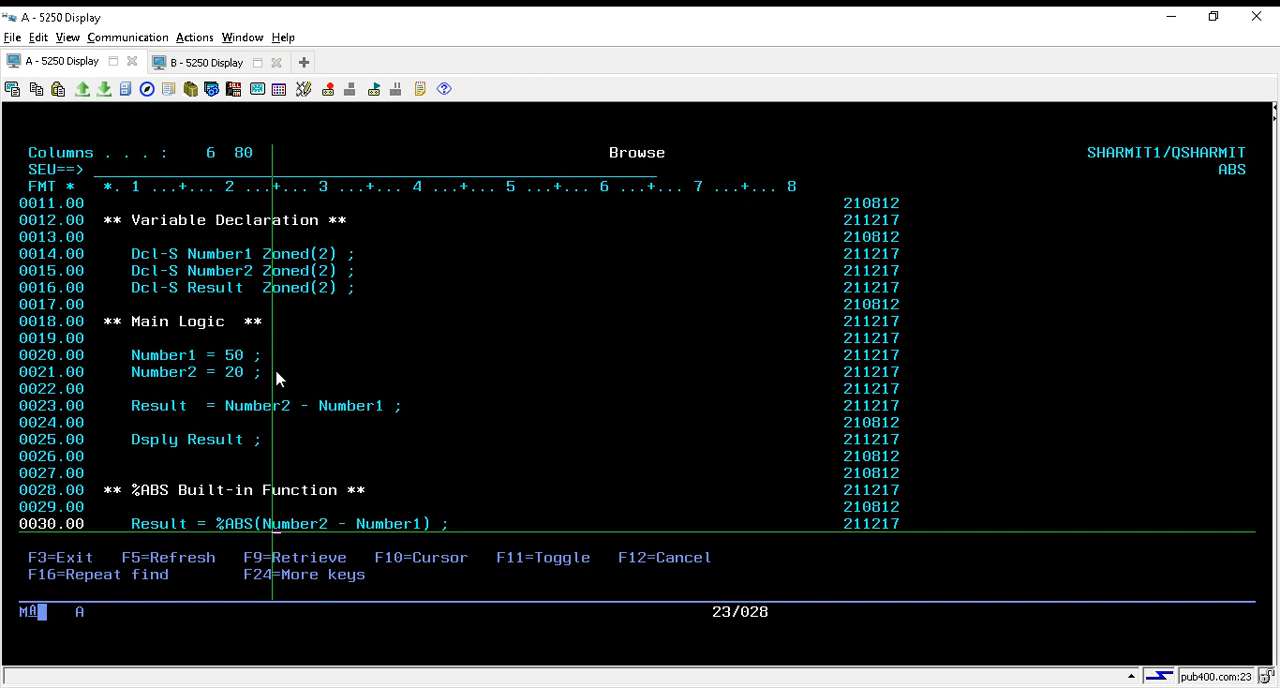 A - 5250 Display
File Edit View Communication Actions Window Help
A - 5250 Display B - 5250 Display
Columns . . . : 6 80 Browse SHARMIT1/QSHARMIT
SEU==> ABS
FMT * *. 1 ...+... 2 ...+... 3 ...+... 4 ...+... 5 ...+... 6 ...+... 7 ...+... 8
0011.00 210812
0012.00 ** Variable Declaration ** 211217
0013.00 210812
0014.00 Dcl-S Number1 Zoned(2) ; 211217
0015.00 Dcl-S Number2 Zoned(2) ; 211217
0016.00 Dcl-S Result Zoned(2) ; 211217
0017.00 210812
0018.00 ** Main Logic ** 211217
0019.00 211217
0020.00 Number1 = 50 ; 211217
0021.00 Number2 = 20 ; 211217
0022.00 211217
0023.00 Result = Number2 - Number1 ; 211217
0024.00 210812
0025.00 Dsply Result ; 211217
0026.00 210812
0027.00 210812
0028.00 ** %ABS Built-in Function ** 211217
0029.00 210812
0030.00 Result = %ABS(Number2 - Number1) ; 211217
F3=Exit F5=Refresh F9=Retrieve F10=Cursor F11=Toggle F12=Cancel
F16=Repeat find F24=More keys
MA A 23/028
pub400.com:23